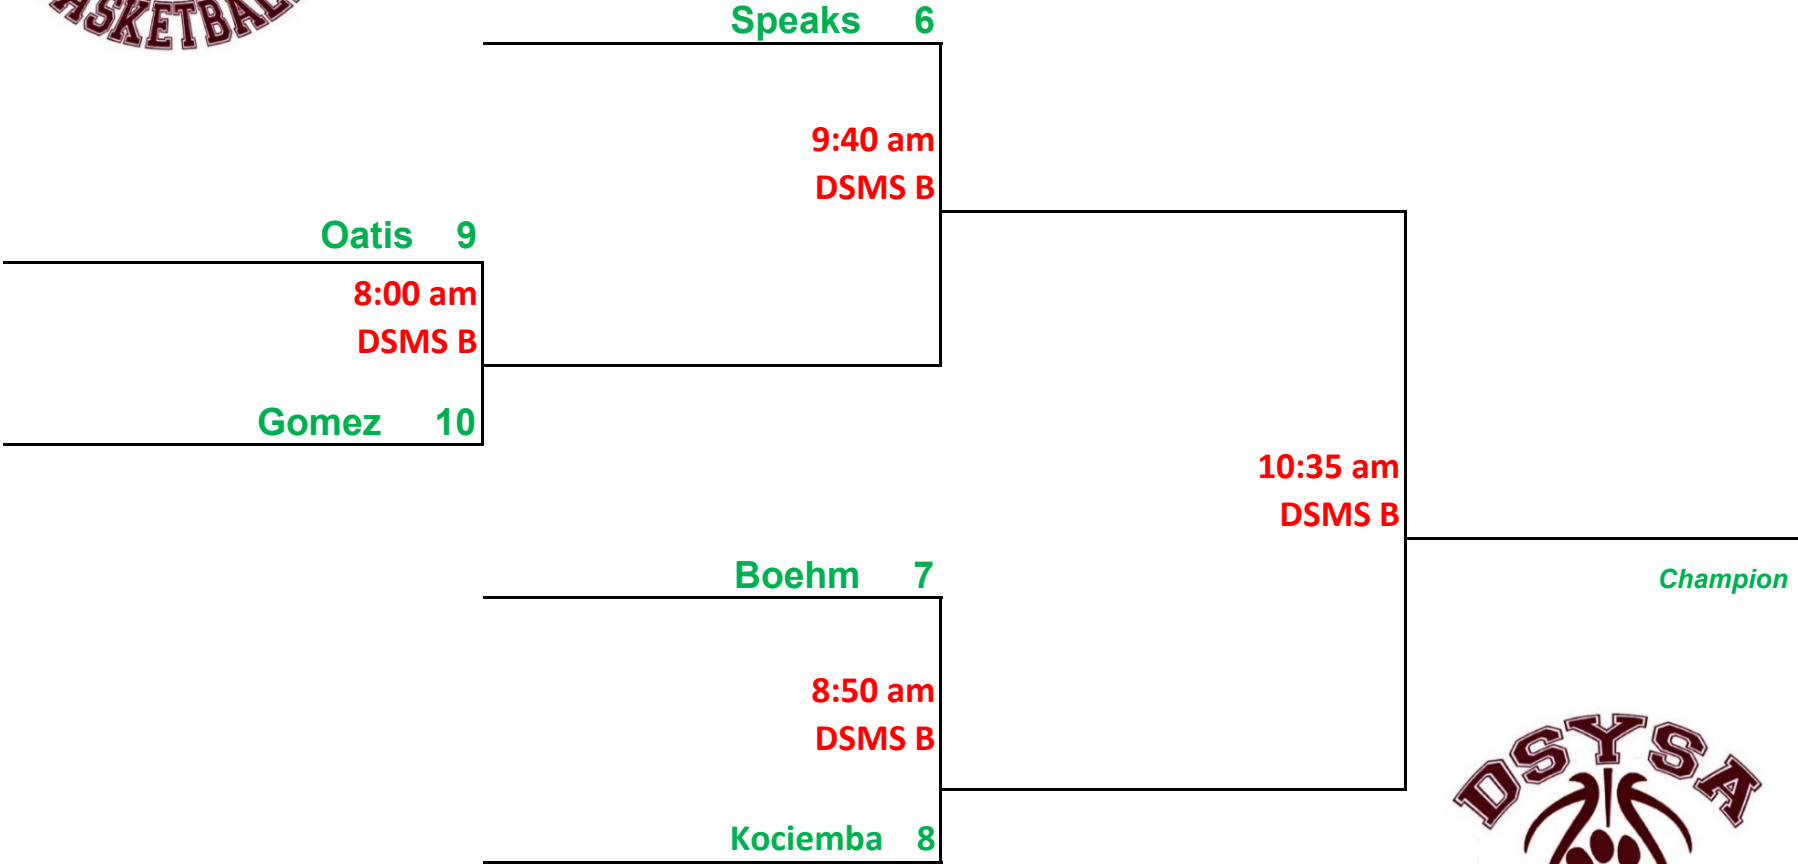 Speaks 6
9:40 am
DSMS B
Oatis 9
8:00 am
DSMS B
Gomez 10
10:35 am
DSMS B
Boehm 7
Champion
8:50 am
DSMS B
DSYSA
Kociemba 8